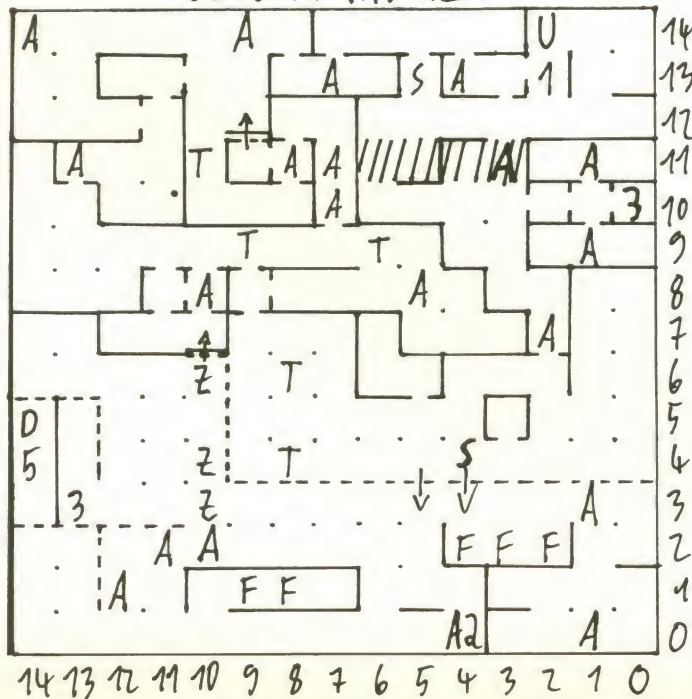 A A U 14
A S A 1 13
12
T A A A A 11
A A 3 10
T T A 9
A A 8
A 7
Z T 6
D 5
5 Z T S 4
3 Z A 3
A A F F F 2
A F F 1
A2 A 0
14 13 12 11 10 9 8 7 6 5 4 3 2 1 0